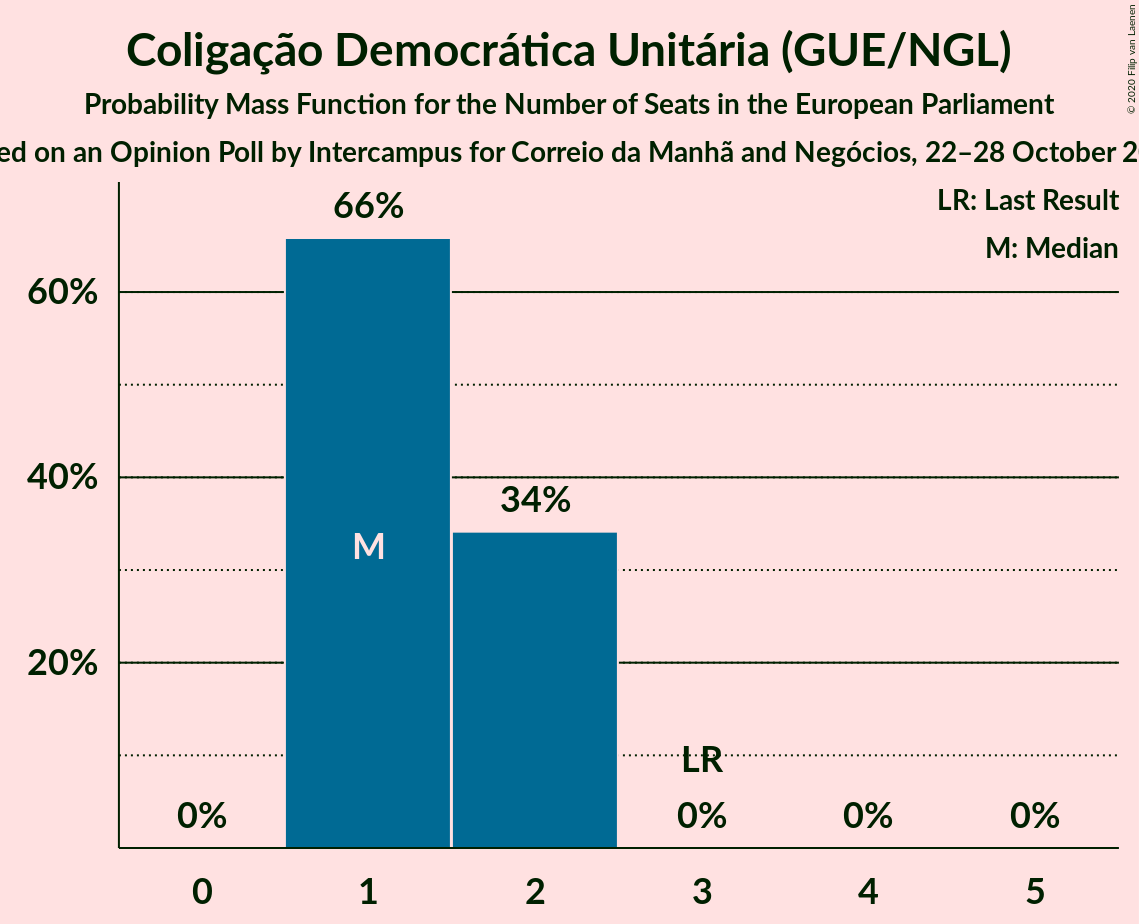 Coligação Democrática Unitária (GUE/NGL)
Probability Mass Function for the Number of Seats in the European Parliament
ed on an Opinion Poll by Intercampus for Correio da Manhã and Negócios, 22–28 October 2
© 2020 Filip van Laenen
LR: Last Result
M: Median
66%
60%
40%
34%
M
20%
LR
0%
0%
0%
0%
0
1
2
3
4
5